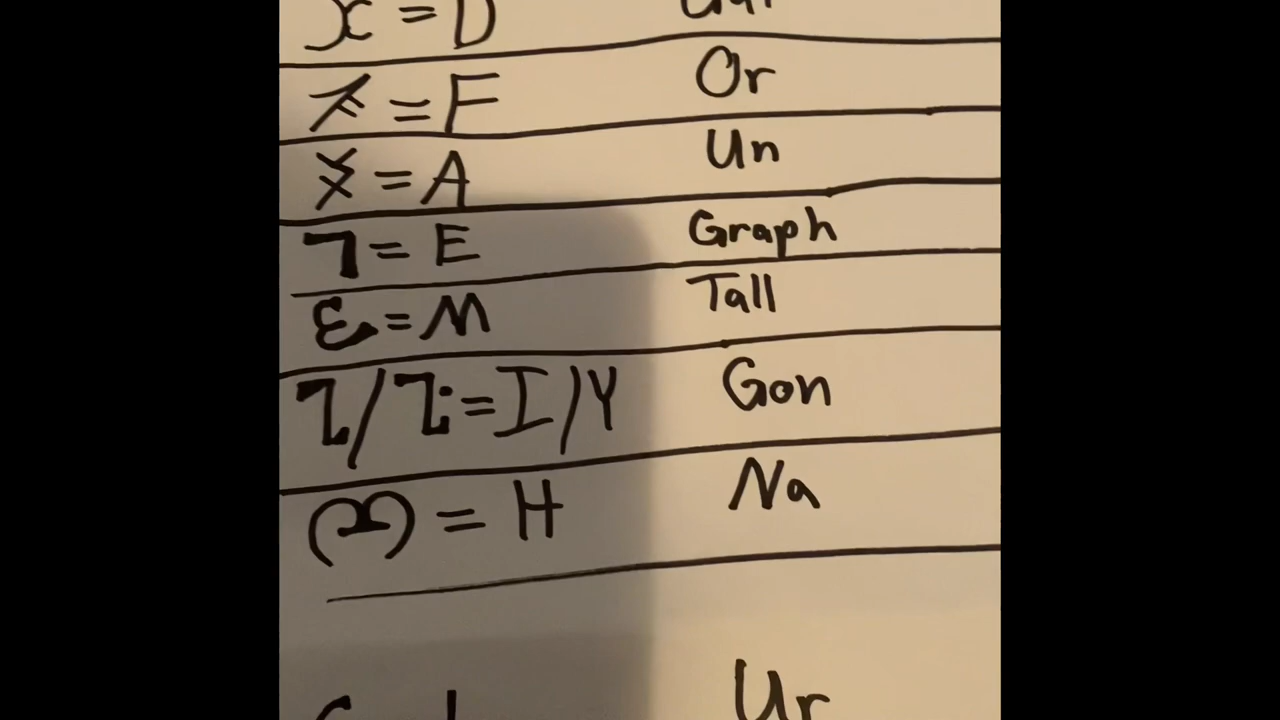 = D
= F Or
= A Un
= E Graph
= M Tall
/ = I/Y Gon
= H Na
Ur